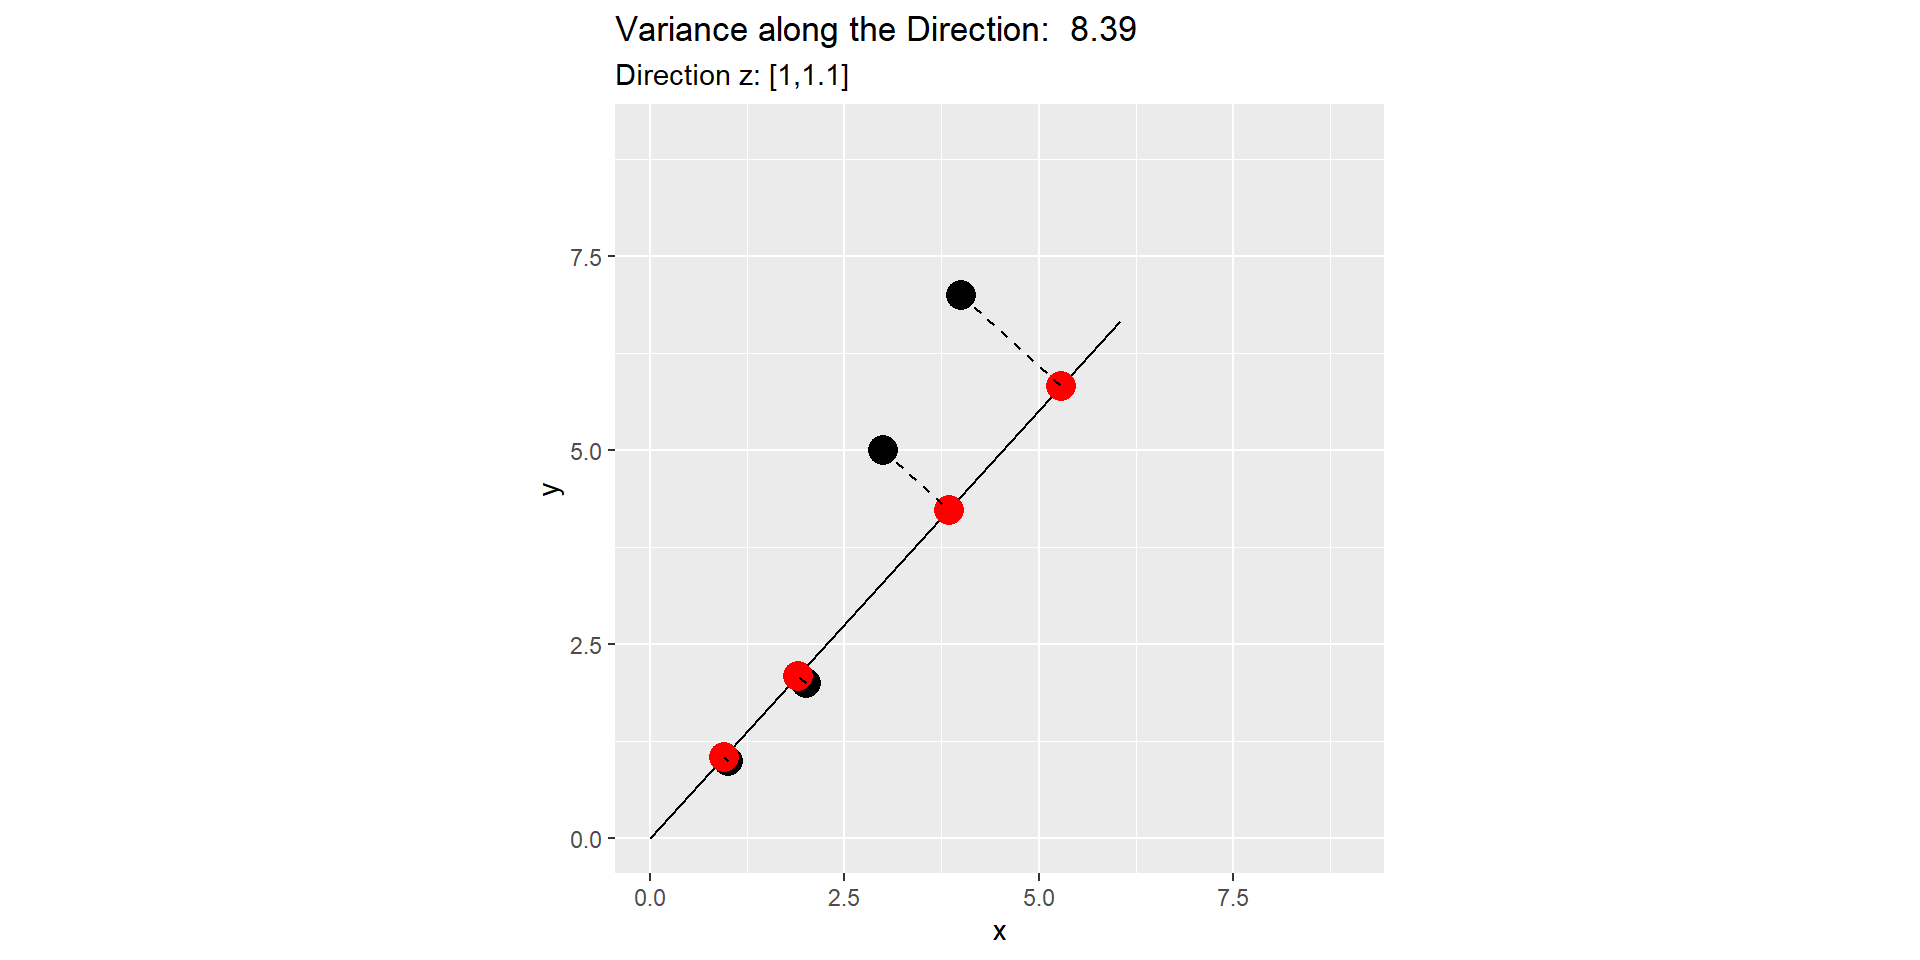 Variance along the Direction:  8.39
Direction z: [1,1.1]
7.5
5.0
2.5
0.0
y
0.0 2.5 5.0 7.5
x